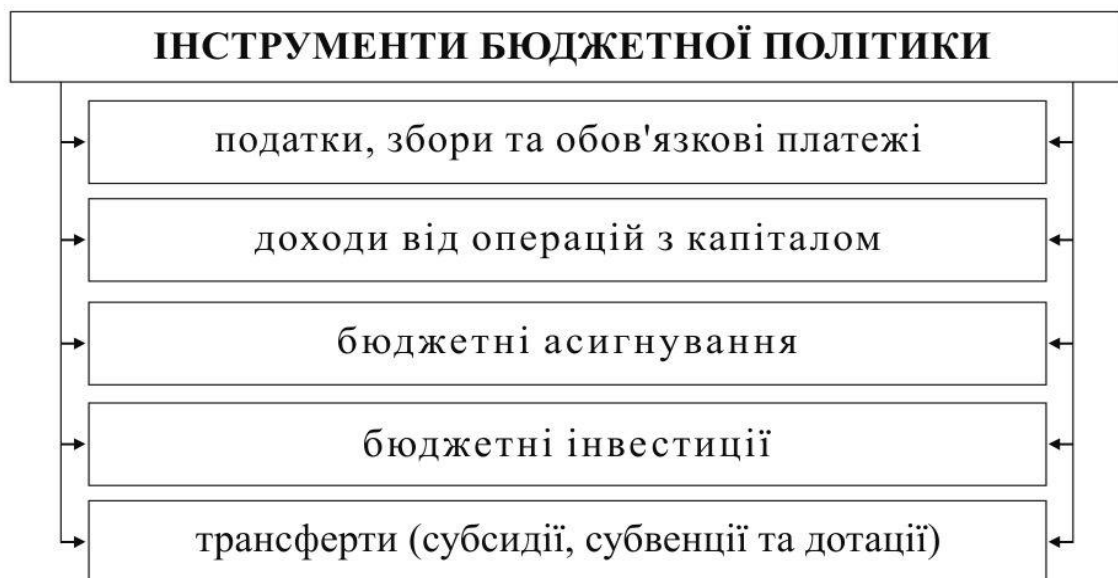 ІНСТРУМЕНТИ БЮДЖЕТНОЇ ПОЛІТИКИ
податки, збори та обов'язкові платежі
доходи від операцій з капіталом
бюджетні асигнування
бюджетні інвестиції
трансферти (субсидії, субвенції та дотації)